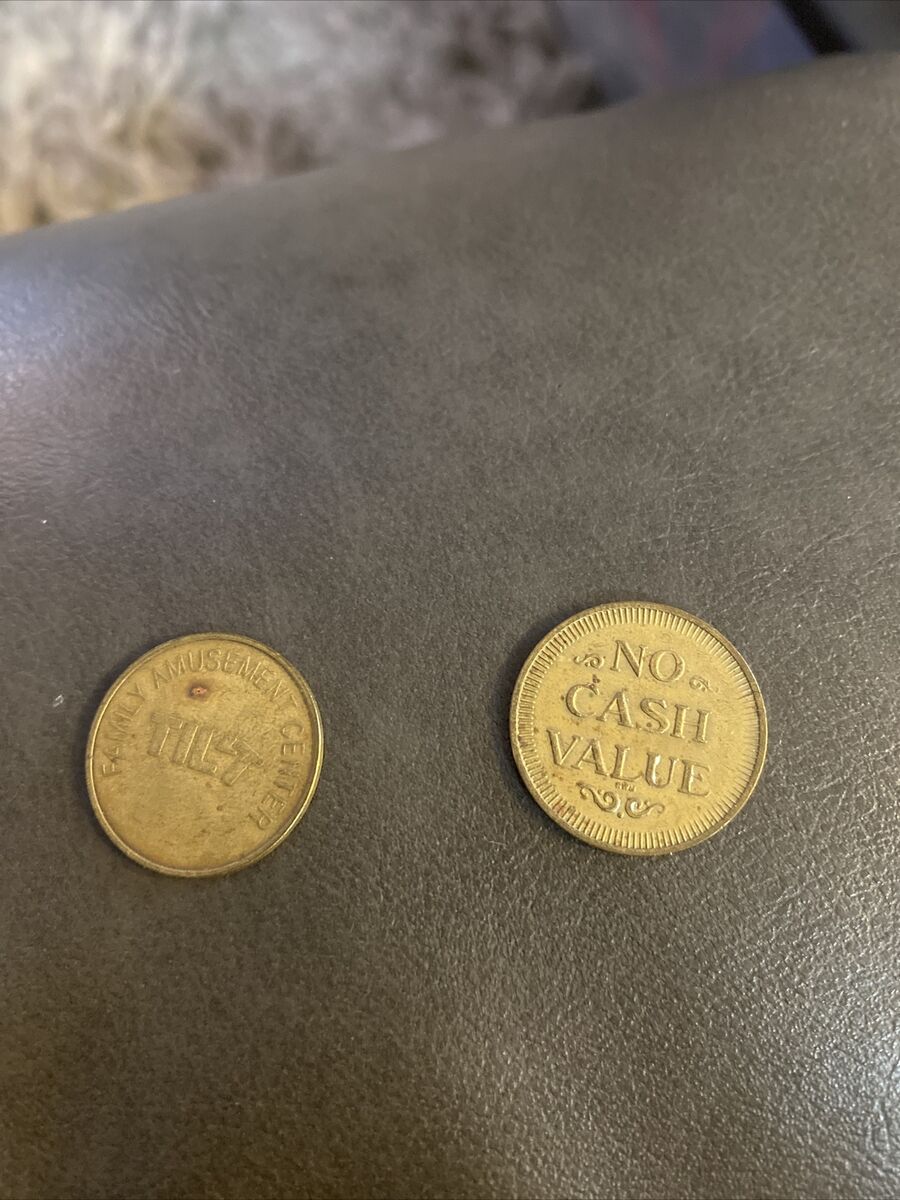 FAMILY AMUSEMENT CENTER
TILT
NO
CASH
VALUE